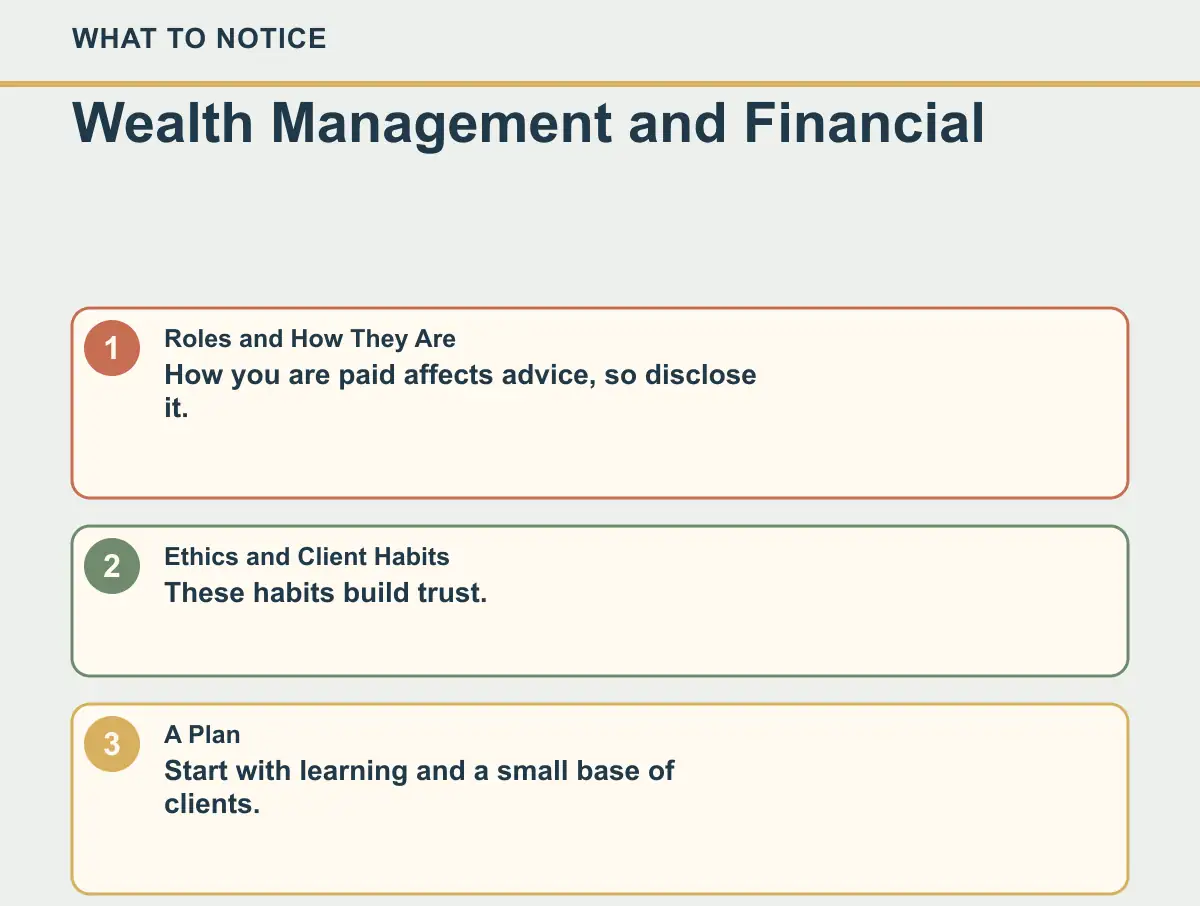 WHAT TO NOTICE
Wealth Management and Financial
1
Roles and How They Are
How you are paid affects advice, so disclose
it.
2
Ethics and Client Habits
These habits build trust.
3
A Plan
Start with learning and a small base of
clients.